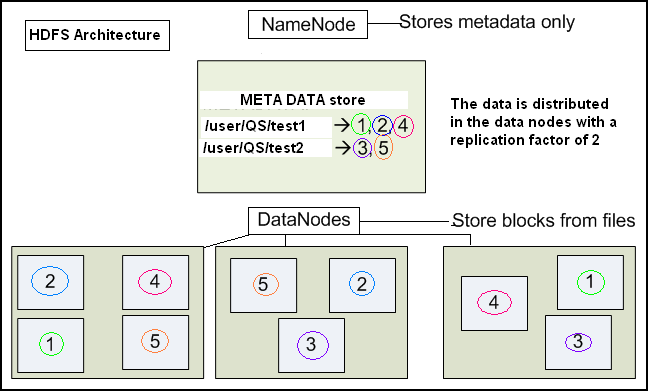 HDFS Architecture
NameNode
Stores metadata only
META DATA store
/user/QS/test1 → 1, 2, 4
/user/QS/test2 → 3, 5
The data is distributed
in the data nodes with a
replication factor of 2
DataNodes
Store blocks from files
2 4
1 5
5 2
3
4 1
3